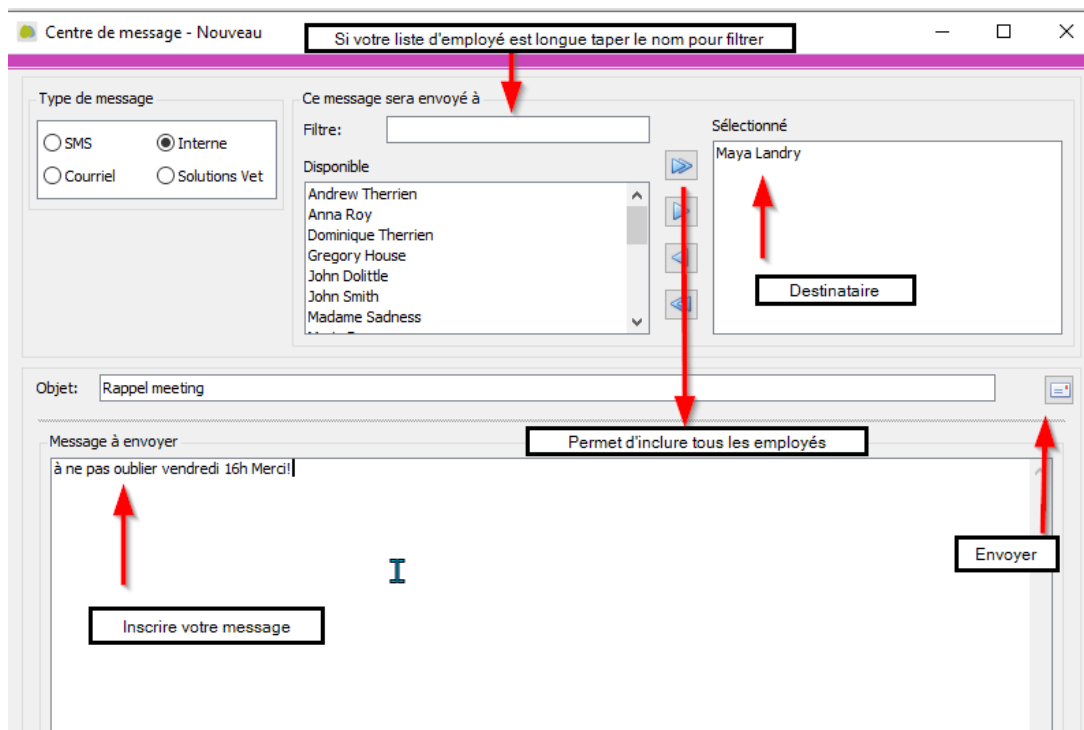 Centre de message - Nouveau
Si votre liste d'employé est longue taper le nom pour filtrer
Type de message
SMS
Interne
Courriel
Solutions Vet
Ce message sera envoyé à
Filtre:
Disponible
Andrew Therrien
Anna Roy
Dominique Therrien
Gregory House
John Dolittle
John Smith
Madame Sadness
Sélectionné
Maya Landry
Destinataire
Objet: Rappel meeting
Permet d'inclure tous les employés
Message à envoyer
à ne pas oublier vendredi 16h Merci!
Envoyer
Inscrire votre message